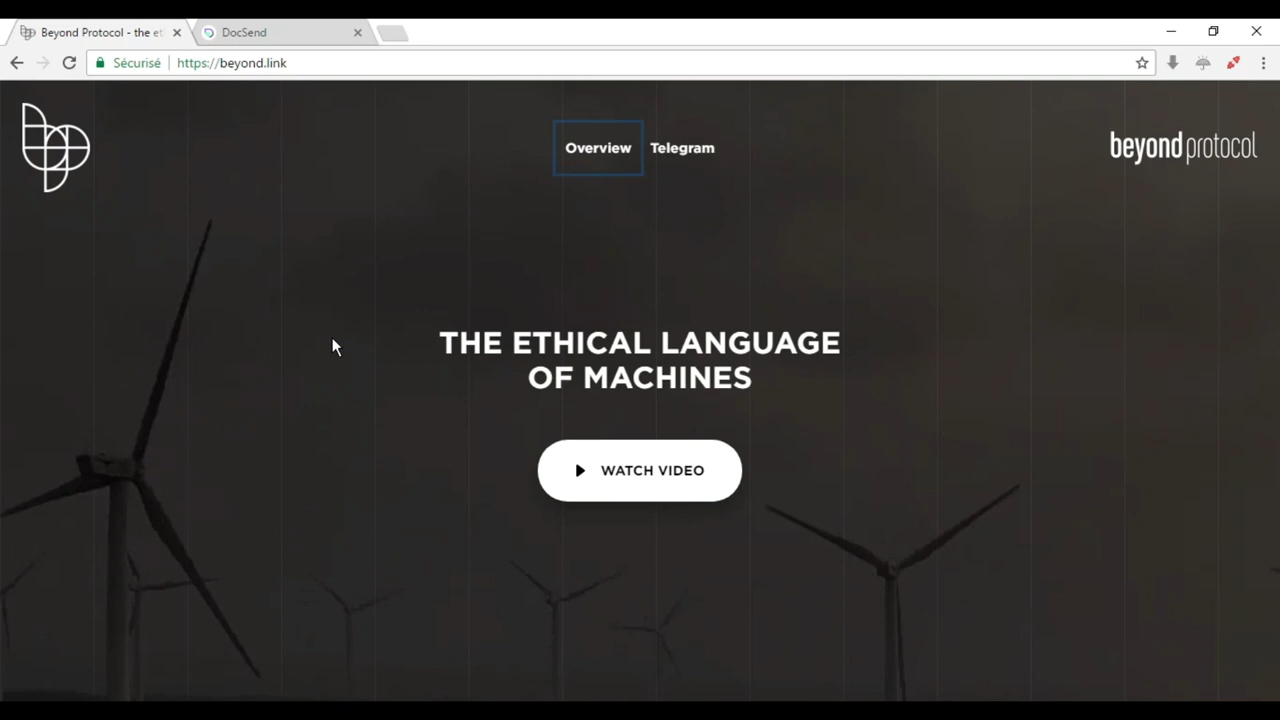 Beyond Protocol - the et
DocSend
Sécurisé
https://beyond.link
Overview
Telegram
beyond protocol
THE ETHICAL LANGUAGE
OF MACHINES
WATCH VIDEO